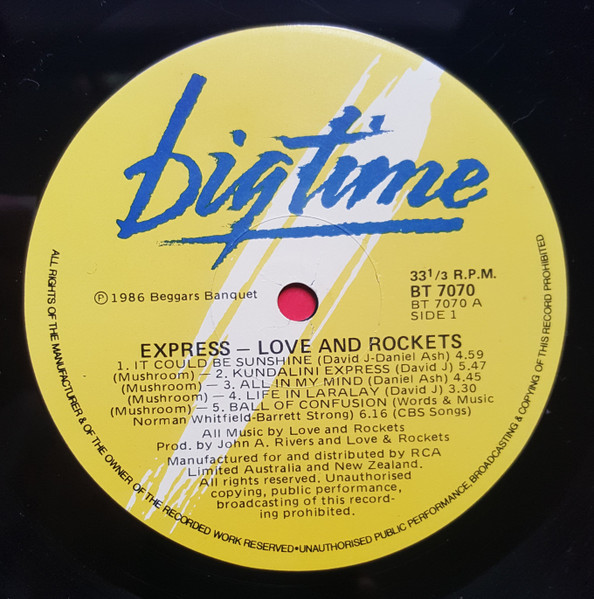 bigtime
33 1/3 R.P.M.
BT 7070
BT 7070 A
SIDE 1
Ⓟ 1986 Beggars Banquet
EXPRESS — LOVE AND ROCKETS
1. IT COULD BE SUNSHINE (David J-Daniel Ash) 4.59
(Mushroom) — 2. KUNDALINI EXPRESS (David J) 5.47
(Mushroom) — 3. ALL IN MY MIND (Daniel Ash) 4.45
(Mushroom) — 4. LIFE IN LARALAY (David J) 3.30
(Mushroom) — 5. BALL OF CONFUSION (Words & Music
Norman Whitfield-Barrett Strong) 6.16 (CBS Songs)
All Music by Love and Rockets
Prod. by John A. Rivers and Love & Rockets
Manufactured for and distributed by RCA
Limited Australia and New Zealand.
All rights reserved. Unauthorised
copying, public performance,
broadcasting of this record-
ing prohibited.
ALL RIGHTS OF THE MANUFACTURER & OF THE OWNER OF THE RECORDED WORK RESERVED•UNAUTHORISED PUBLIC PERFORMANCE, BROADCASTING & COPYING OF THIS RECORD PROHIBITED